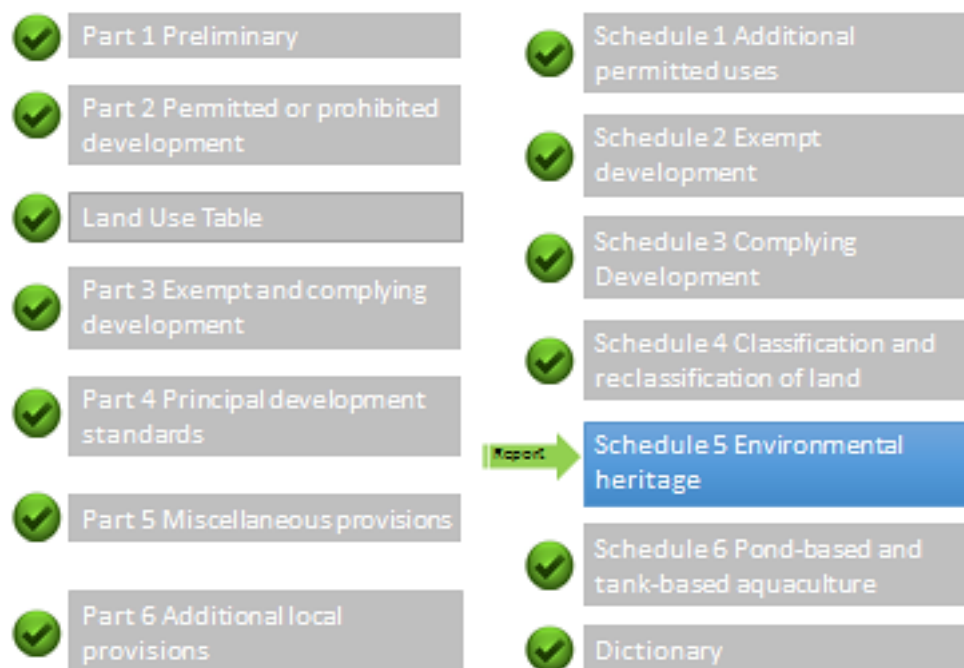 Part 1 Preliminary
Part 2 Permitted or prohibited
development
Land Use Table
Part 3 Exempt and complying
development
Part 4 Principal development
standards
Part 5 Miscellaneous provisions
Part 6 Additional local
provisions
Schedule 1 Additional
permitted uses
Schedule 2 Exempt
development
Schedule 3 Complying
Development
Schedule 4 Classification and
reclassification of land
Report
Schedule 5 Environmental
heritage
Schedule 6 Pond-based and
tank-based aquaculture
Dictionary